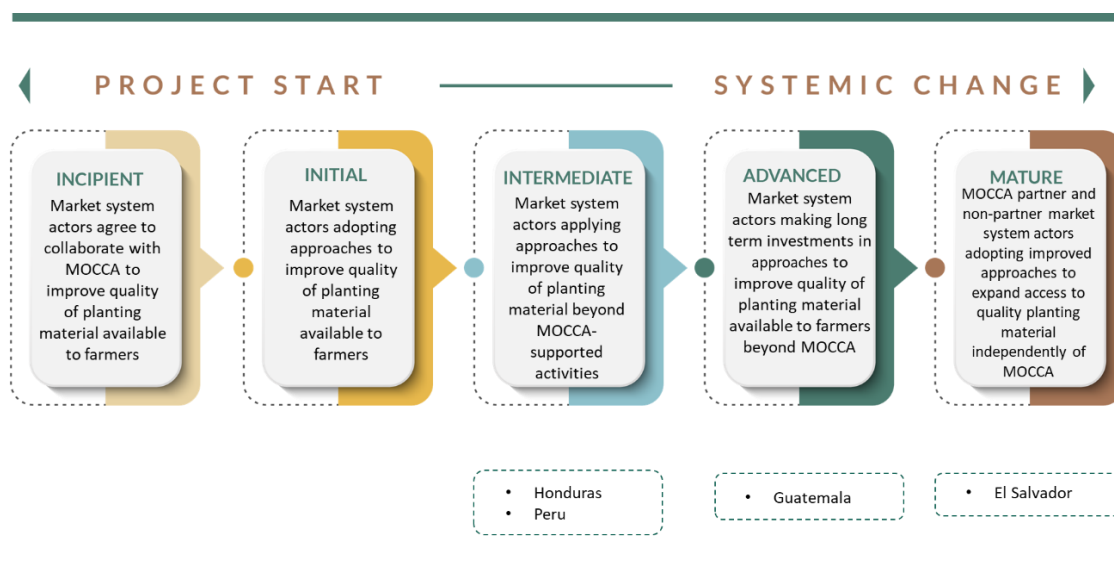 PROJECT START
SYSTEMIC CHANGE
INCIPIENT
Market system
actors agree to
collaborate with
MOCCA to
improve quality
of planting
material available
to farmers
INITIAL
Market system
actors adopting
approaches to
improve quality
of planting
material
available to
farmers
INTERMEDIATE
Market system
actors applying
approaches to
improve quality
of planting
material beyond
MOCCA-
supported
activities
ADVANCED
Market system
actors making long
term investments in
approaches to
improve quality of
planting material
available to farmers
beyond MOCCA
MATURE
MOCCA partner and
non-partner market
system actors
adopting improved
approaches to
expand access to
quality planting
material
independently of
MOCCA
• Honduras
• Peru
• Guatemala
• El Salvador